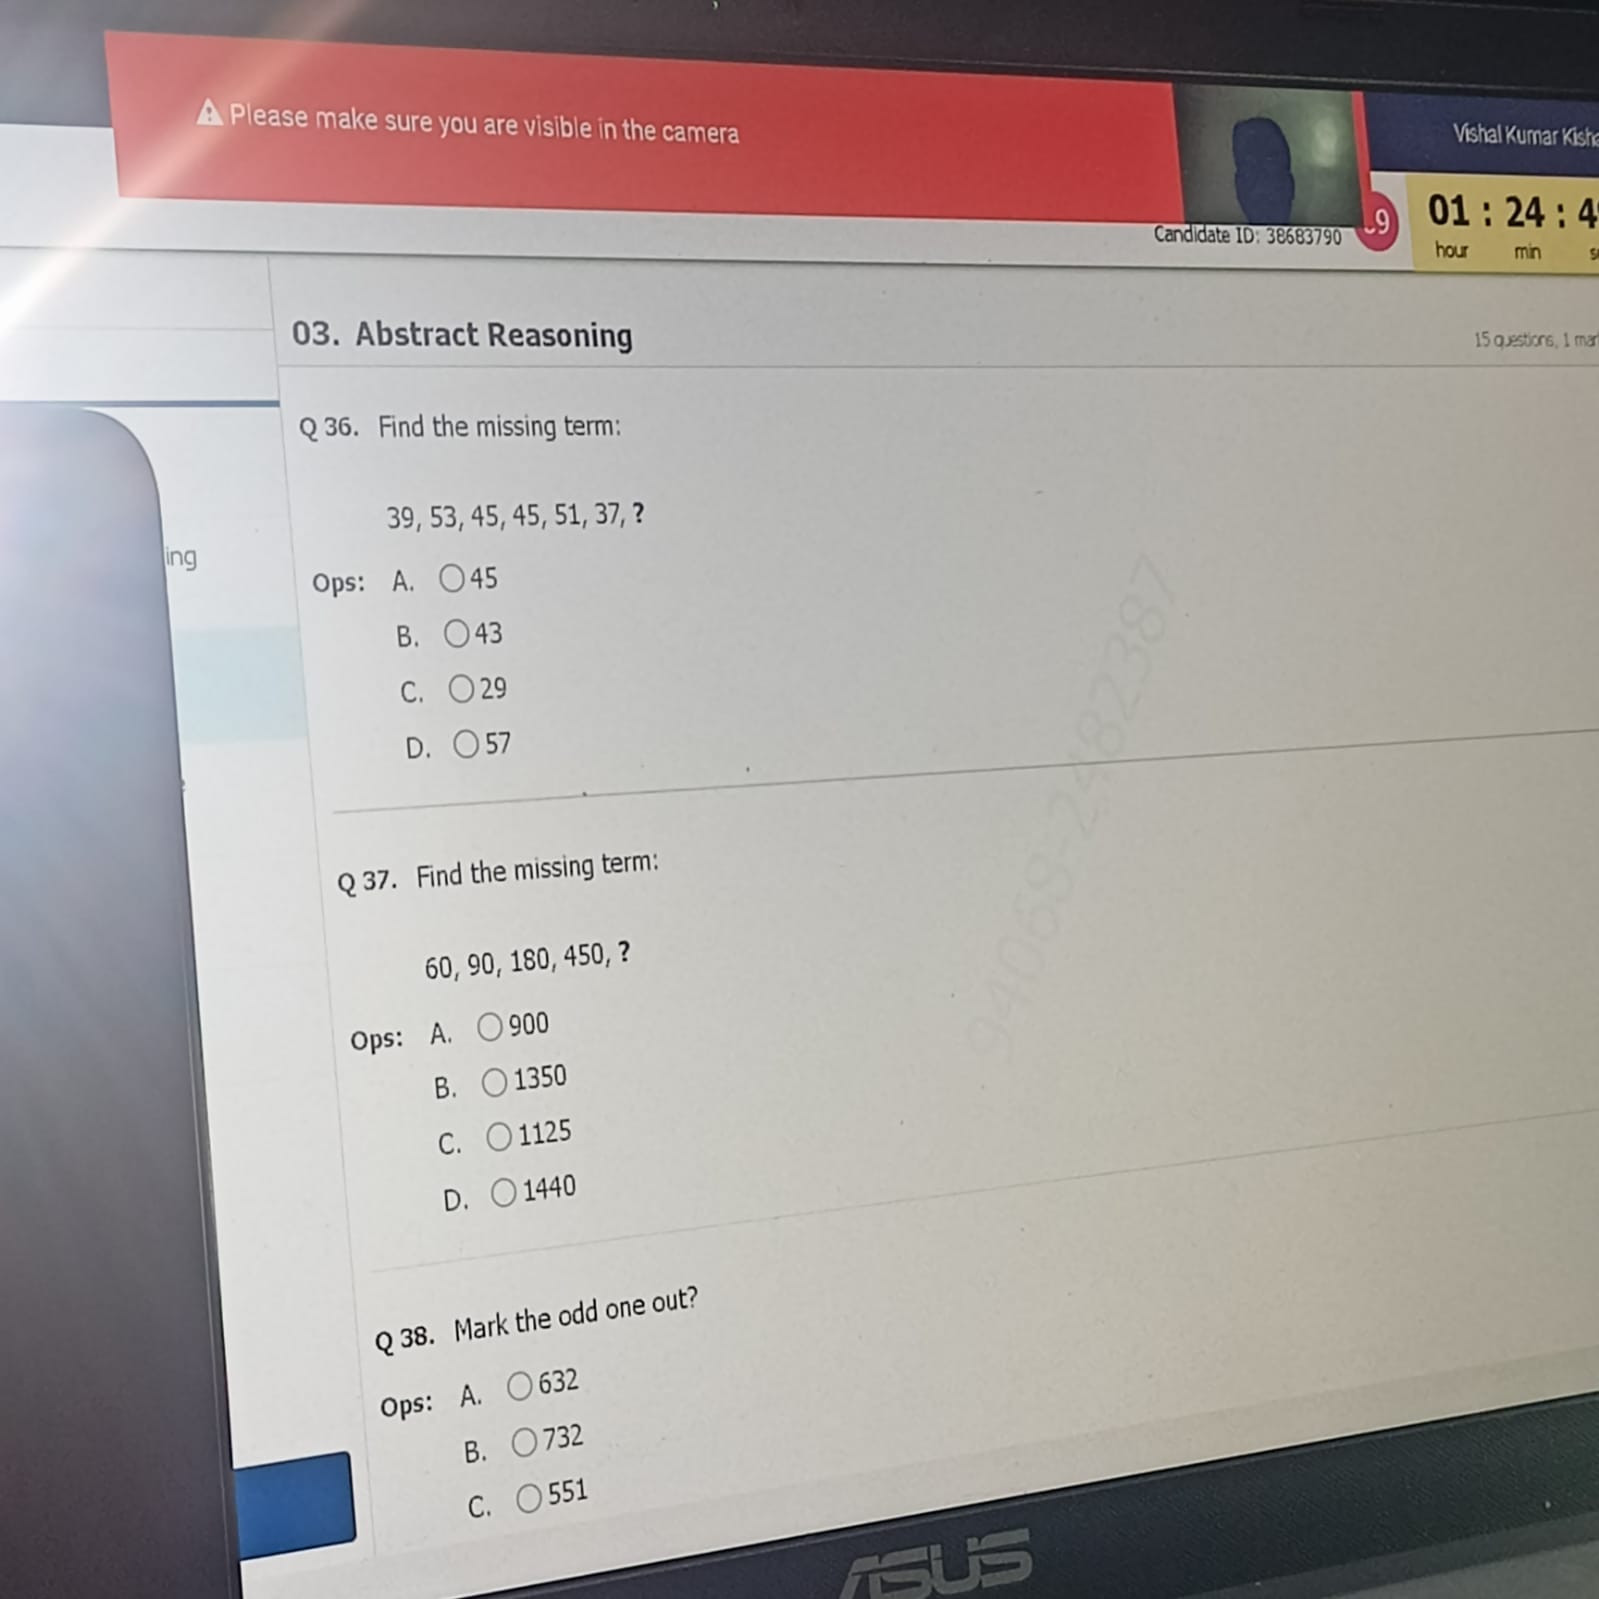 Please make sure you are visible in the camera
Vishal Kumar
Candidate ID: 38683790
01 : 24 :
hour min
03. Abstract Reasoning
15 questions, 1
ing
Q 36. Find the missing term:
39, 53, 45, 45, 51, 37, ?
Ops: A. 45
B. 43
C. 29
D. 57
Q 37. Find the missing term:
60, 90, 180, 450, ?
Ops: A. 900
B. 1350
C. 1125
D. 1440
Q 38. Mark the odd one out?
Ops: A. 632
B. 732
C. 551
94068-2482387
ASUS